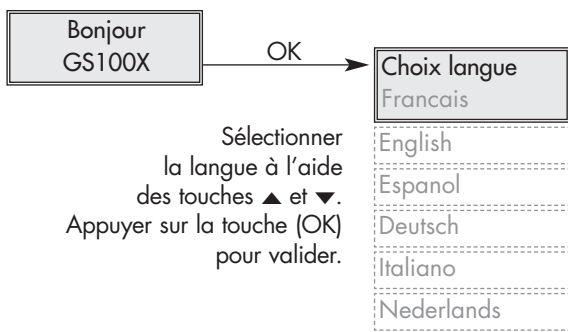 Bonjour
GS100X
OK
Choix langue
Francais
Sélectionner
la langue à l'aide
des touches ▲ et ▼.
Appuyer sur la touche (OK)
pour valider.
English
Espanol
Deutsch
Italiano
Nederlands